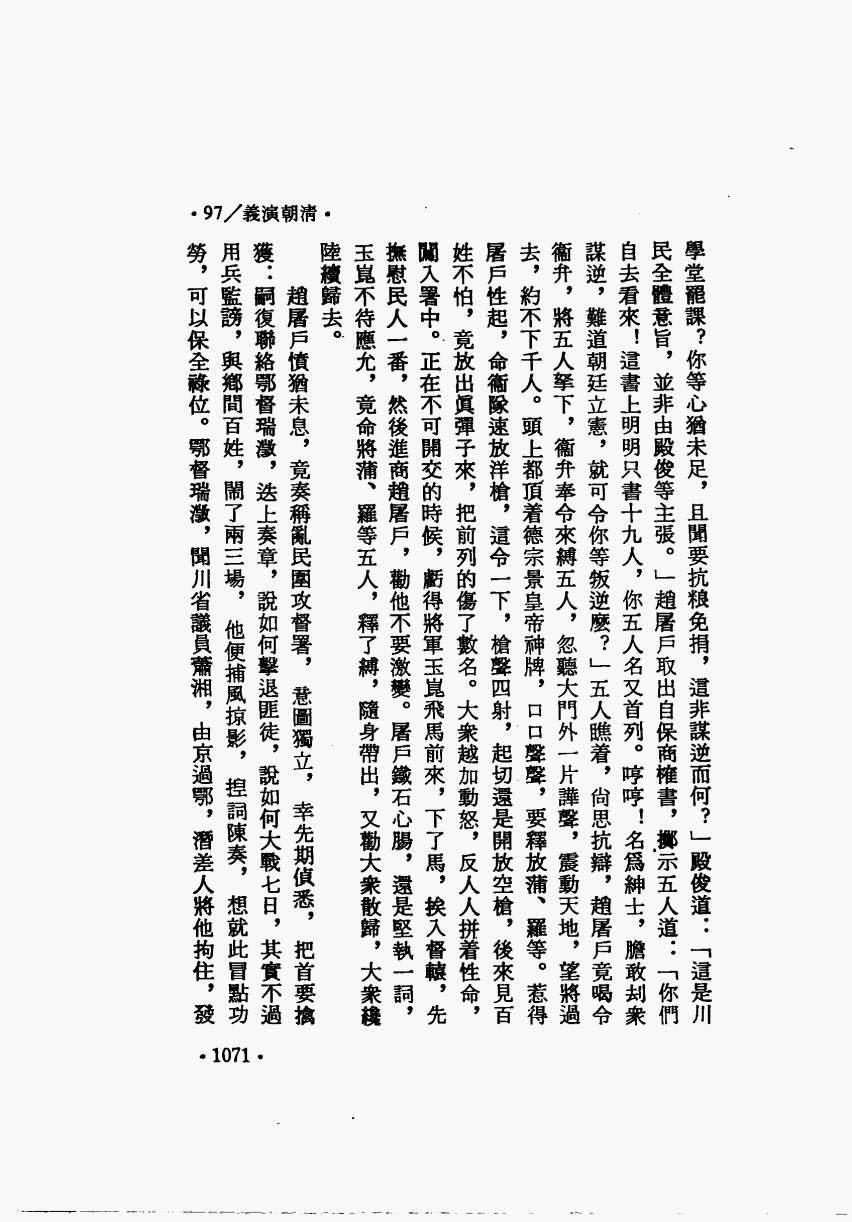 ·97／義演朝淸·
學堂罷課？你等心猶未足，且聞要抗粮免捐，這非謀逆而何？」殿俊道：「這是川
民全體意旨，並非由殿俊等主張。」趙屠戶取出自保商榷書，擲示五人道：「你們
自去看來！這書上明明只書十九人，你五人名又首列。哼哼！名爲紳士，膽敢刦衆
謀逆，難道朝廷立憲，就可令你等叛逆麼？」五人瞧着，尙思抗辯，趙屠戶竟喝令
衞弁，將五人拏下，衞弁奉令來縛五人，忽聽大門外一片譁聲，震動天地，望將過
去，約不下千人。頭上都頂着德宗景皇帝神牌，口口聲聲，要釋放蒲、羅等。惹得
屠戶性起，命衞隊速放洋槍，這令一下，槍聲四射，起切還是開放空槍，後來見百
姓不怕，竟放出眞彈子來，把前列的傷了數名。大衆越加動怒，反人人拼着性命，
闖入署中。正在不可開交的時候，虧得將軍玉崑飛馬前來，下了馬，挨入督轅，先
撫慰民人一番，然後進商趙屠戶，勸他不要激變。屠戶鐵石心腸，還是堅執一詞，
玉崑不待應允，竟命將蒲、羅等五人，釋了縛，隨身帶出，又勸大衆散歸，大衆纔
陸續歸去。
趙屠戶憤猶未息，竟奏稱亂民圍攻督署，意圖獨立，幸先期偵悉，把首要擒
獲：嗣復聯絡鄂督瑞澂，迭上奏章，說如何擊退匪徒，說如何大戰七日，其實不過
用兵監謗，與鄕間百姓，鬧了兩三場，他便捕風掠影，揑詞陳奏，想就此冒點功
勞，可以保全祿位。鄂督瑞澂，聞川省議員蕭湘，由京過鄂，潛差人將他拘住，發
·1071·